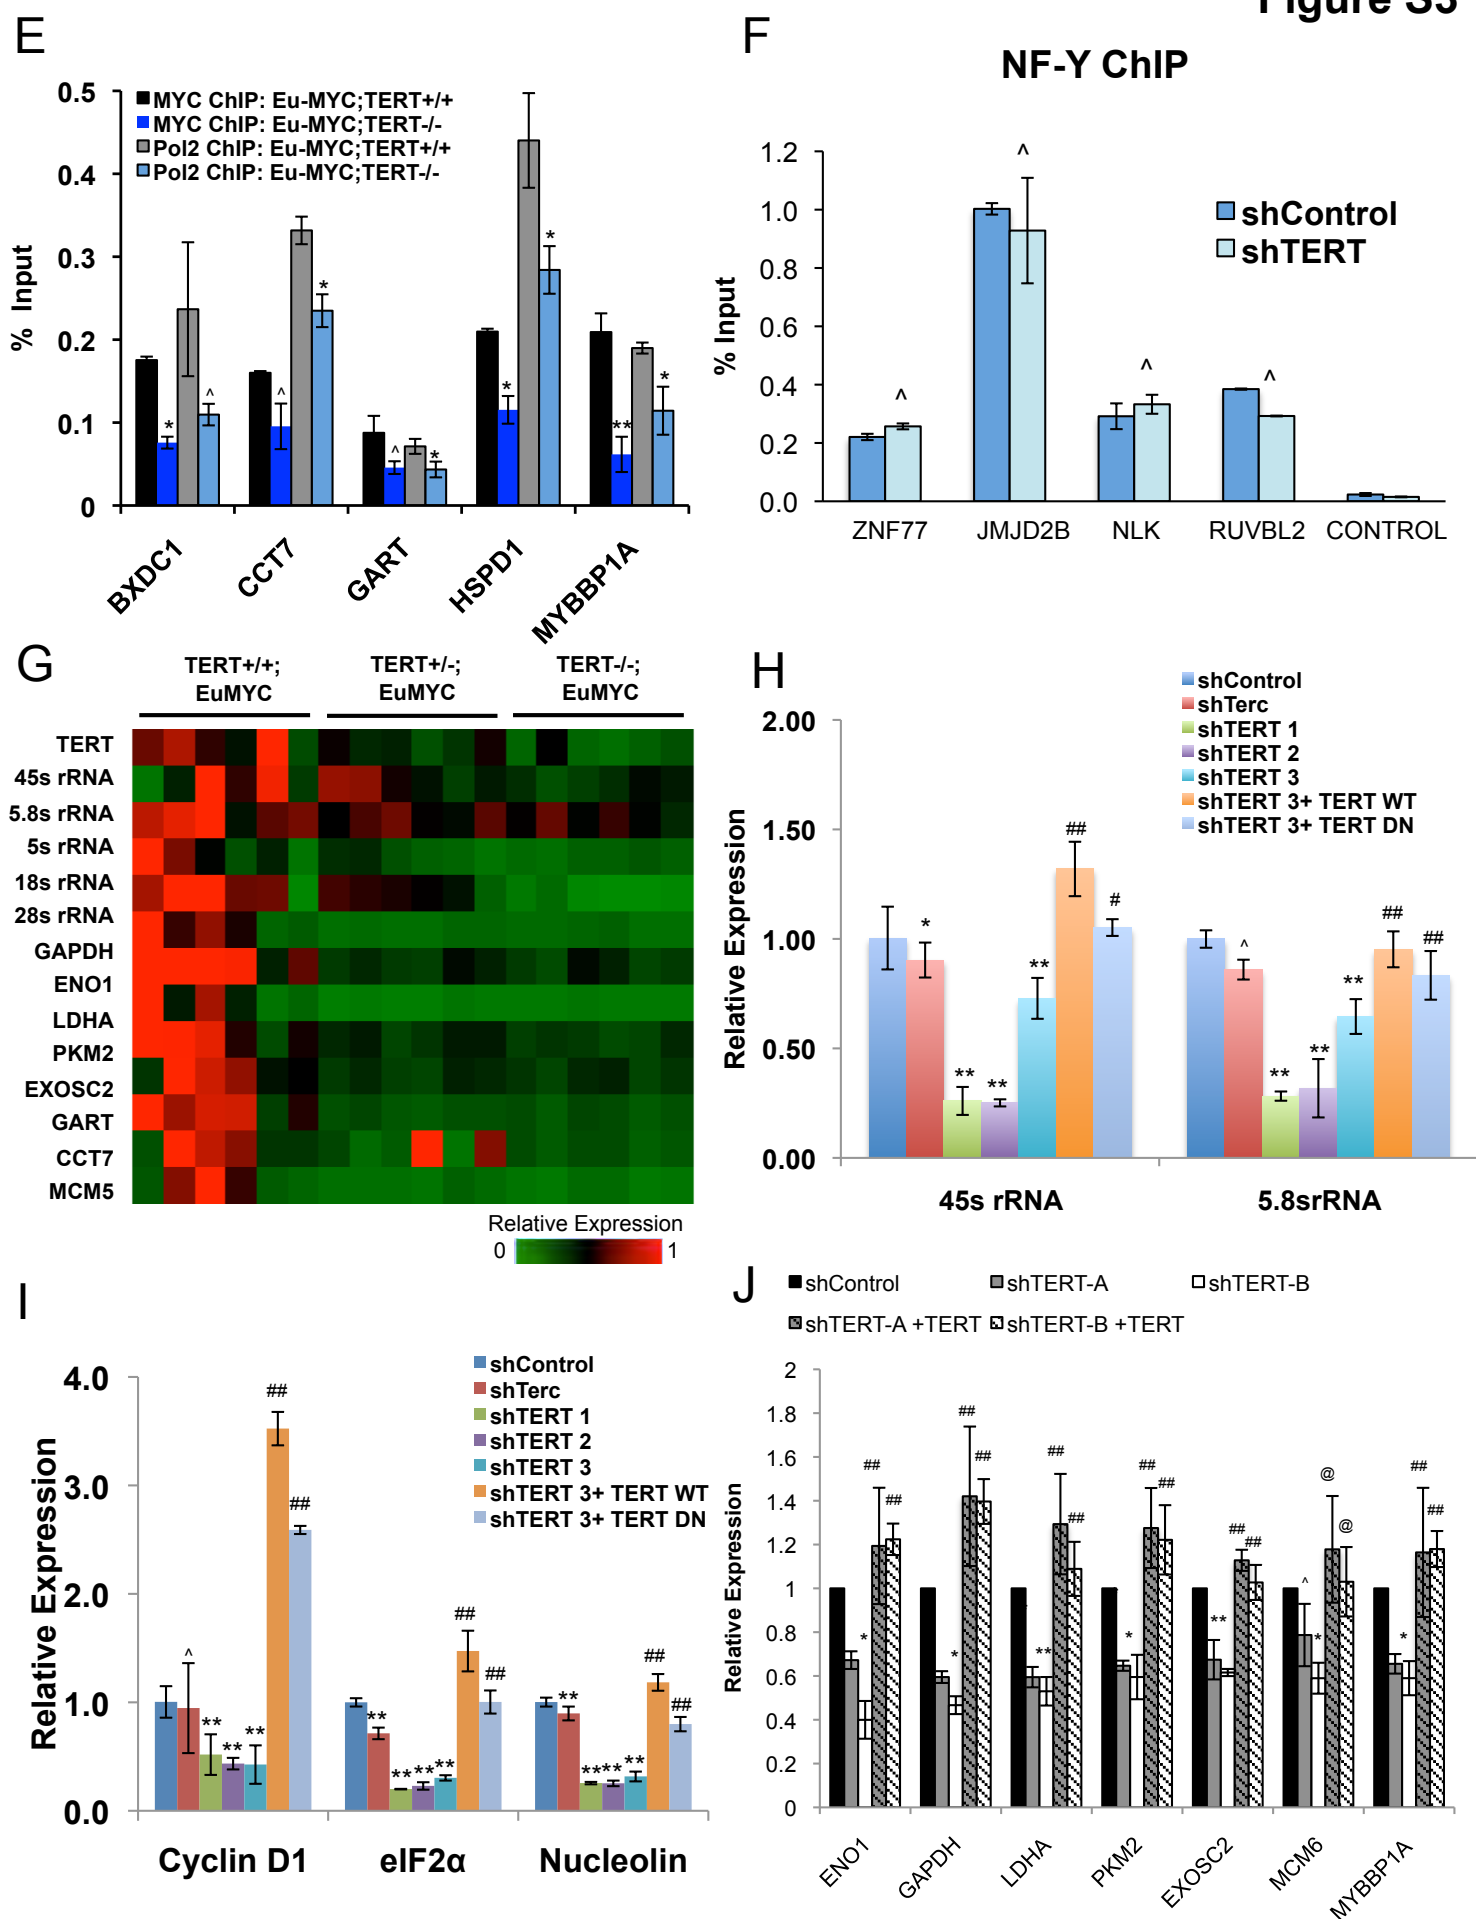 Figure S3
E
0.5
0.4
0.3
0.2
0.1
0
% Input
MYC ChIP: Eu-MYC;TERT+/+
MYC ChIP: Eu-MYC;TERT-/-
Pol2 ChIP: Eu-MYC;TERT+/+
Pol2 ChIP: Eu-MYC;TERT-/-
* ^ ^ * ^ * * * ** *
BXDC1 CCT7 GART HSPD1 MYBBP1A
F
NF-Y ChIP
1.2
1.0
0.8
0.6
0.4
0.2
0.0
% Input
shControl
shTERT
^ ^ ^ ^
ZNF77 JMJD2B NLK RUVBL2 CONTROL
G
TERT+/+; TERT+/-; TERT-/-;
EuMYC EuMYC EuMYC
TERT
45s rRNA
5.8s rRNA
5s rRNA
18s rRNA
28s rRNA
GAPDH
ENO1
LDHA
PKM2
EXOSC2
GART
CCT7
MCM5
Relative Expression
0 1
H
2.00
1.50
1.00
0.50
0.00
Relative Expression
shControl
shTerc
shTERT 1
shTERT 2
shTERT 3
shTERT 3+ TERT WT
shTERT 3+ TERT DN
* ** ** ** ## # ^ ** ** ** ## ##
45s rRNA 5.8srRNA
I
4.0
3.0
2.0
1.0
0.0
Relative Expression
shControl
shTerc
shTERT 1
shTERT 2
shTERT 3
shTERT 3+ TERT WT
shTERT 3+ TERT DN
^ ** ** ** ## ## ** ** ** ** ## ## ** ** ** ** ## ##
Cyclin D1 eIF2α Nucleolin
J
shControl shTERT-A shTERT-B
shTERT-A +TERT shTERT-B +TERT
2
1.8
1.6
1.4
1.2
1
0.8
0.6
0.4
0.2
0
Relative Expression
* ## ## * ## ## ** ## ## * ## ## ** ## ## ^ * @ @ * ## ##
ENO1 GAPDH LDHA PKM2 EXOSC2 MCM6 MYBBP1A